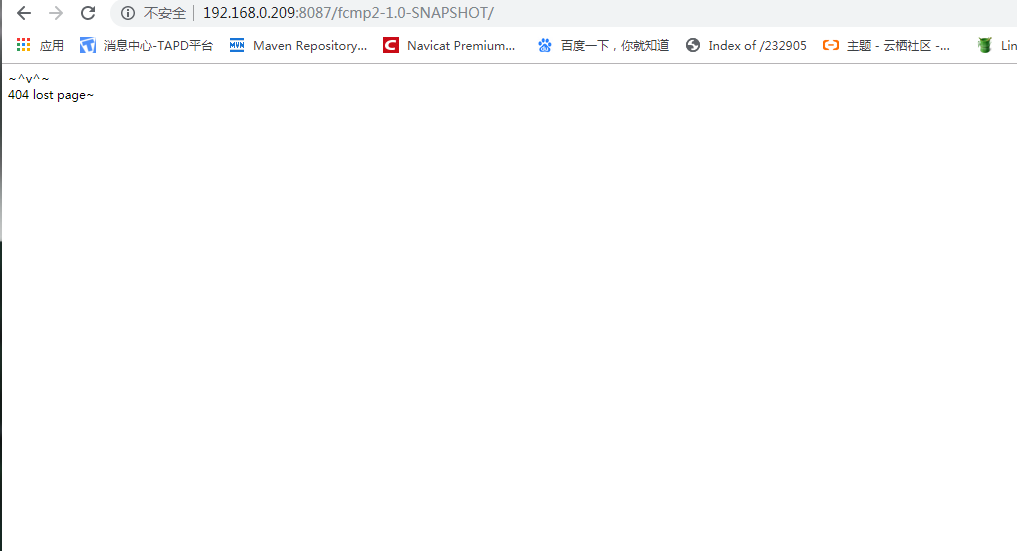 不安全 192.168.0.209:8087/fcmp2-1.0-SNAPSHOT/
应用 消息中心-TAPD平台 MVN Maven Repository... Navicat Premium... 百度一下，你就知道 Index of /232905 主题 - 云栖社区 -... Lin
~^v^~
404 lost page~